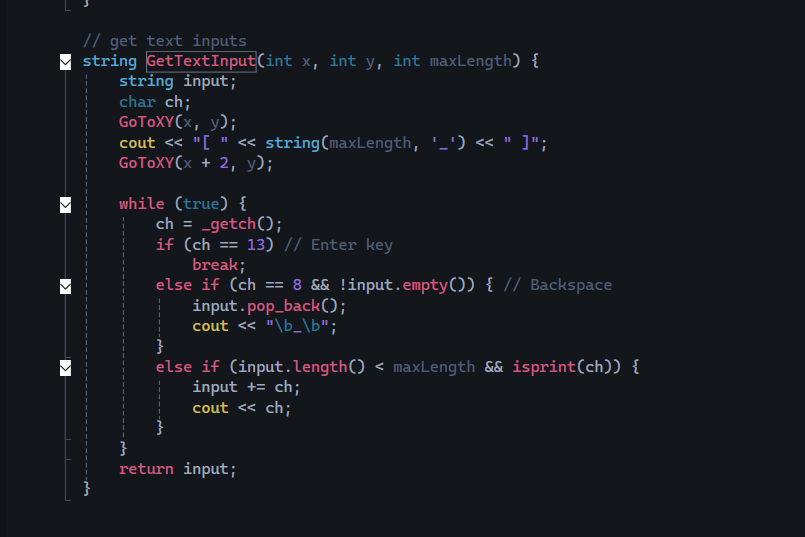 }
// get text inputs
string GetTextInput(int x, int y, int maxLength) {
string input;
char ch;
GoToXY(x, y);
cout << "[ " << string(maxLength, '_') << " ]";
GoToXY(x + 2, y);
while (true) {
ch = _getch();
if (ch == 13) // Enter key
break;
else if (ch == 8 && !input.empty()) { // Backspace
input.pop_back();
cout << "\b_\b";
}
else if (input.length() < maxLength && isprint(ch)) {
input += ch;
cout << ch;
}
}
return input;
}